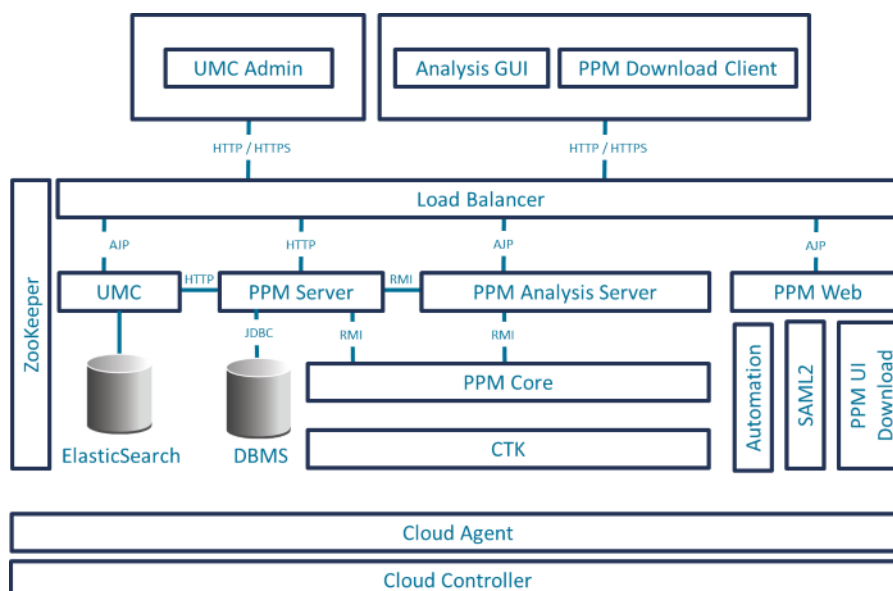 UMC Admin
Analysis GUI
PPM Download Client
HTTP / HTTPS
HTTP / HTTPS
ZooKeeper
Load Balancer
AJP
HTTP
AJP
AJP
UMC
HTTP
PPM Server
RMI
PPM Analysis Server
PPM Web
JDBC
RMI
RMI
PPM Core
Automation
SAML2
PPM UI
Download
ElasticSearch
DBMS
CTK
Cloud Agent
Cloud Controller